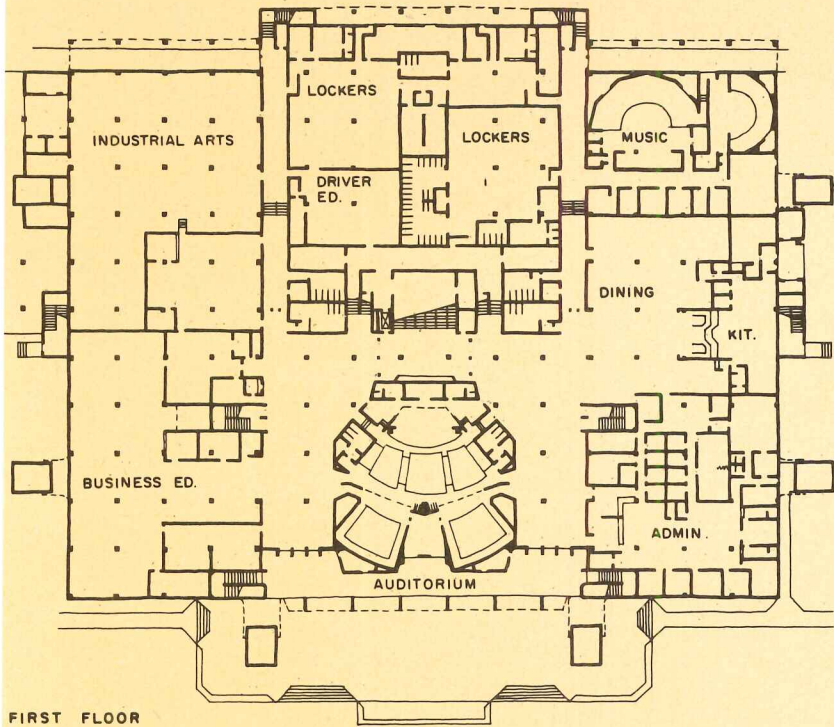 LOCKERS
INDUSTRIAL ARTS
LOCKERS
MUSIC
DRIVER
ED.
DINING
KIT.
BUSINESS ED.
ADMIN.
AUDITORIUM
FIRST FLOOR